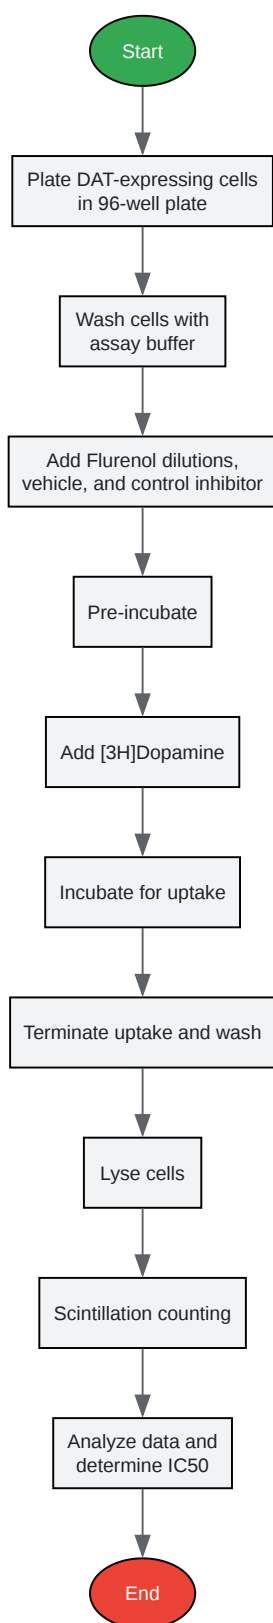 Start
Plate DAT-expressing cells
in 96-well plate
Wash cells with
assay buffer
Add Flurenol dilutions,
vehicle, and control inhibitor
Pre-incubate
Add [3H]Dopamine
Incubate for uptake
Terminate uptake and wash
Lyse cells
Scintillation counting
Analyze data and
determine IC50
End